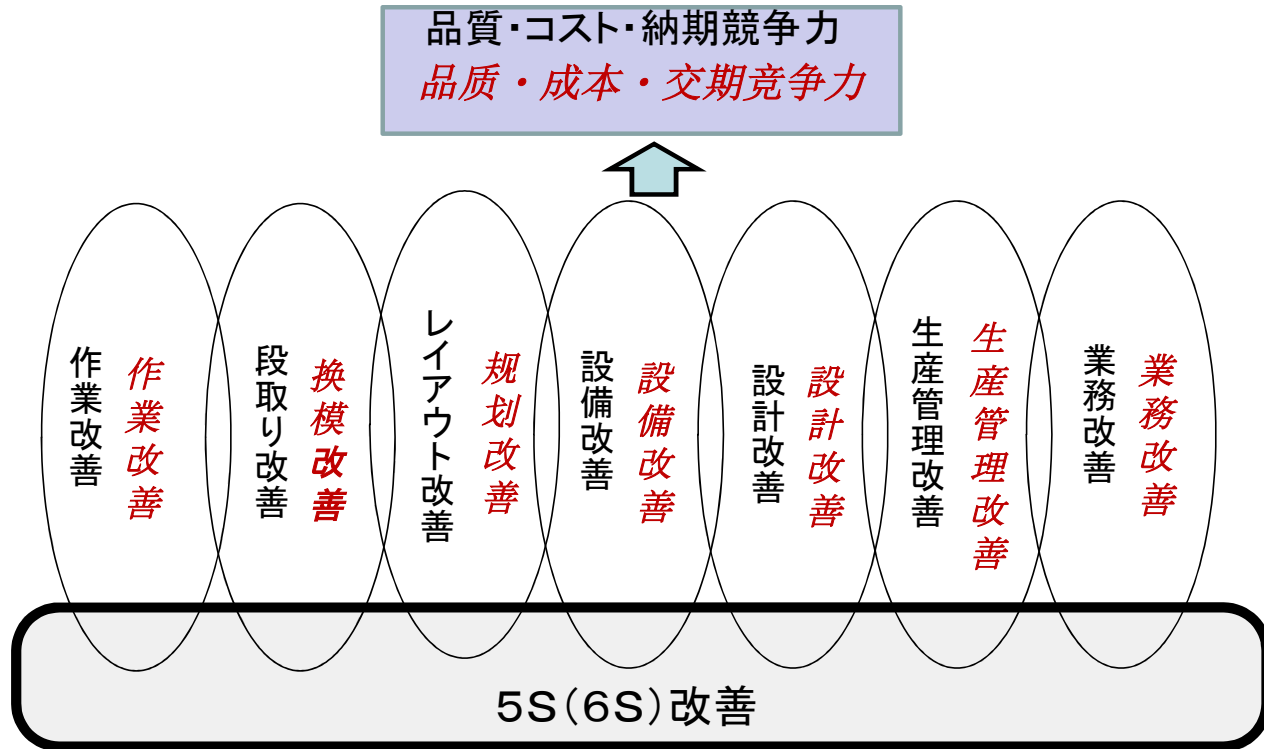 品質・コスト・納期競争力
品质・成本・交期竞争力
作業改善
作業改善
段取り改善
换模改善
レイアウト改善
规划改善
設備改善
設備改善
設計改善
設計改善
生産管理改善
生産管理改善
業務改善
業務改善
5S(6S)改善